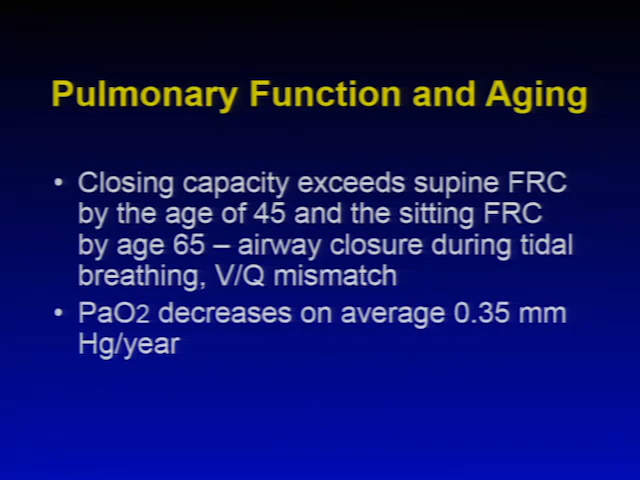 Pulmonary Function and Aging
• Closing capacity exceeds supine FRC
by the age of 45 and the sitting FRC
by age 65 – airway closure during tidal
breathing, V/Q mismatch
• PaO2 decreases on average 0.35 mm
Hg/year